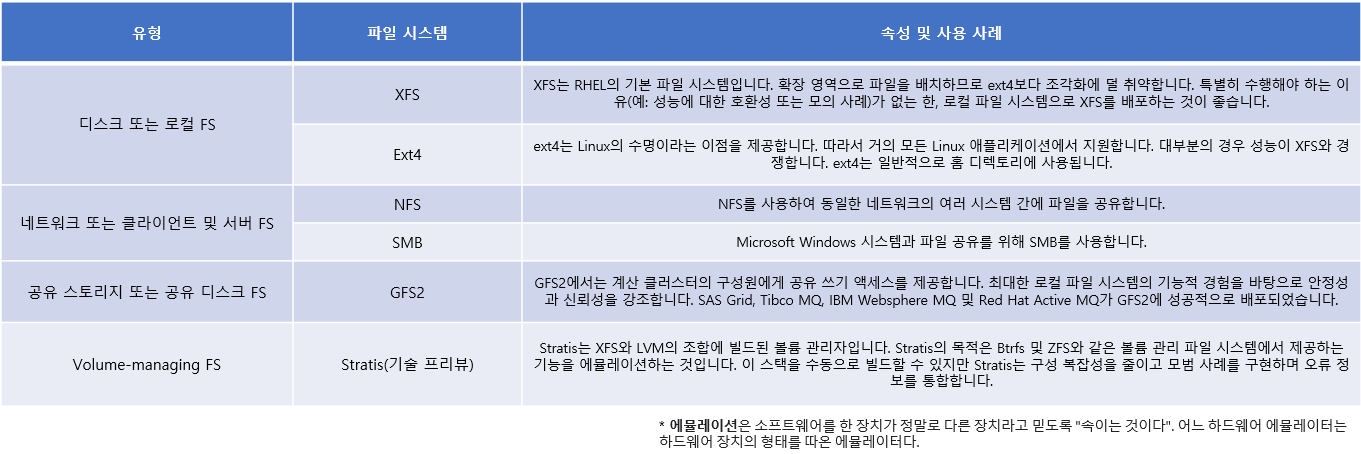 유형
파일 시스템
속성 및 사용 사례
디스크 또는 로컬 FS
XFS
XFS는 RHEL의 기본 파일 시스템입니다. 확장 영역으로 파일을 배치하므로 ext4보다 조각화에 덜 취약합니다. 특별히 수행해야 하는 이
유(예: 성능에 대한 호환성 또는 모의 사례)가 없는 한, 로컬 파일 시스템으로 XFS를 배포하는 것이 좋습니다.
Ext4
ext4는 Linux의 수명이라는 이점을 제공합니다. 따라서 거의 모든 Linux 애플리케이션에서 지원합니다. 대부분의 경우 성능이 XFS와 경
쟁합니다. ext4는 일반적으로 홈 디렉토리에 사용됩니다.
네트워크 또는 클라이언트 및 서버 FS
NFS
NFS를 사용하여 동일한 네트워크의 여러 시스템 간에 파일을 공유합니다.
SMB
Microsoft Windows 시스템과 파일 공유를 위해 SMB를 사용합니다.
공유 스토리지 또는 공유 디스크 FS
GFS2
GFS2에서는 계산 클러스터의 구성원에게 공유 쓰기 액세스를 제공합니다. 최대한 로컬 파일 시스템의 기능적 경험을 바탕으로 안정성
과 신뢰성을 강조합니다. SAS Grid, Tibco MQ, IBM Websphere MQ 및 Red Hat Active MQ가 GFS2에 성공적으로 배포되었습니다.
Volume-managing FS
Stratis(기술 프리뷰)
Stratis는 XFS와 LVM의 조합에 빌드된 볼륨 관리자입니다. Stratis의 목적은 Btrfs 및 ZFS와 같은 볼륨 관리 파일 시스템에서 제공하는
기능을 에뮬레이션하는 것입니다. 이 스택을 수동으로 빌드할 수 있지만 Stratis는 구성 복잡성을 줄이고 모범 사례를 구현하며 오류 정
보를 통합합니다.
* 에뮬레이션은 소프트웨어를 한 장치가 정말로 다른 장치라고 믿도록 "속이는 것이다". 어느 하드웨어 에뮬레이터는
하드웨어 장치의 형태를 따온 에뮬레이터다.